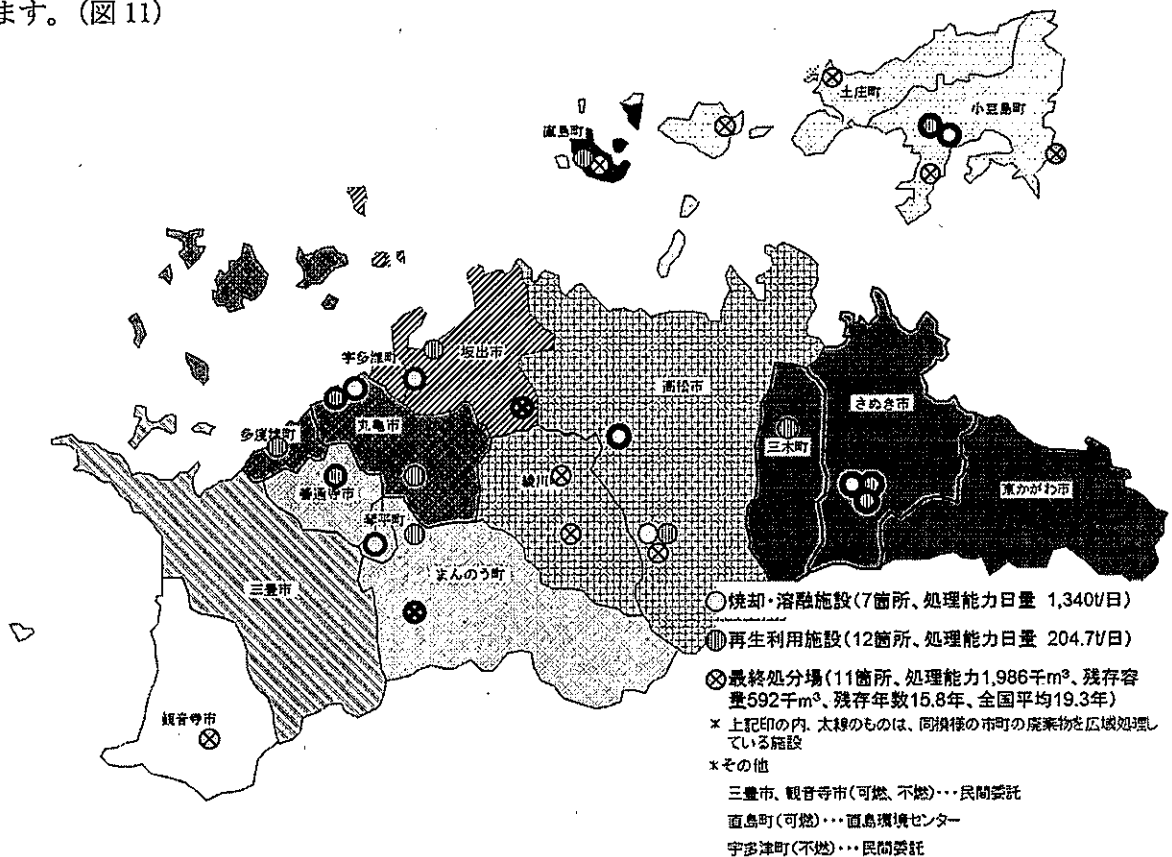 ます。(図 11)
土庄町
小豆島町
直島町
宇多津町
坂出市
高松市
さぬき市
丸亀市
三木町
多度津町
綾川
東かがわ市
善通寺市
琴平町
まんのう町
三豊市
観音寺市
焼却・溶融施設(7箇所、処理能力日量 1,340t/日)
再生利用施設(12箇所、処理能力日量 204.7t/日)
最終処分場(11箇所、処理能力1,986千m³、残存容
量592千m³、残存年数15.8年、全国平均19.3年)
* 上記印の内、太線のものは、同模様の市町の廃棄物を広域処理し
ている施設
*その他
三豊市、観音寺市(可燃、不燃)・・・民間委託
直島町(可燃)・・・直島環境センター
宇多津町(不燃)・・・民間委託